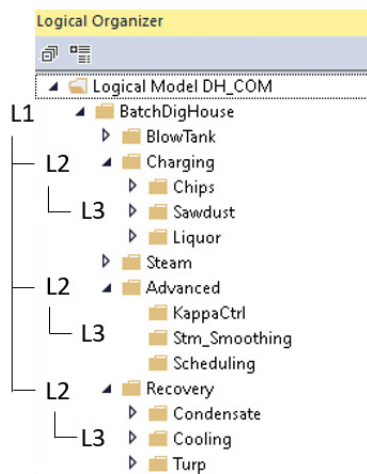 Logical Organizer
Logical Model DH_COM
L1 BatchDigHouse
BlowTank
L2 Charging
Chips
L3 Sawdust
Liquor
Steam
L2 Advanced
KappaCtrl
L3 Stm_Smoothing
Scheduling
L2 Recovery
Condensate
L3 Cooling
Turp